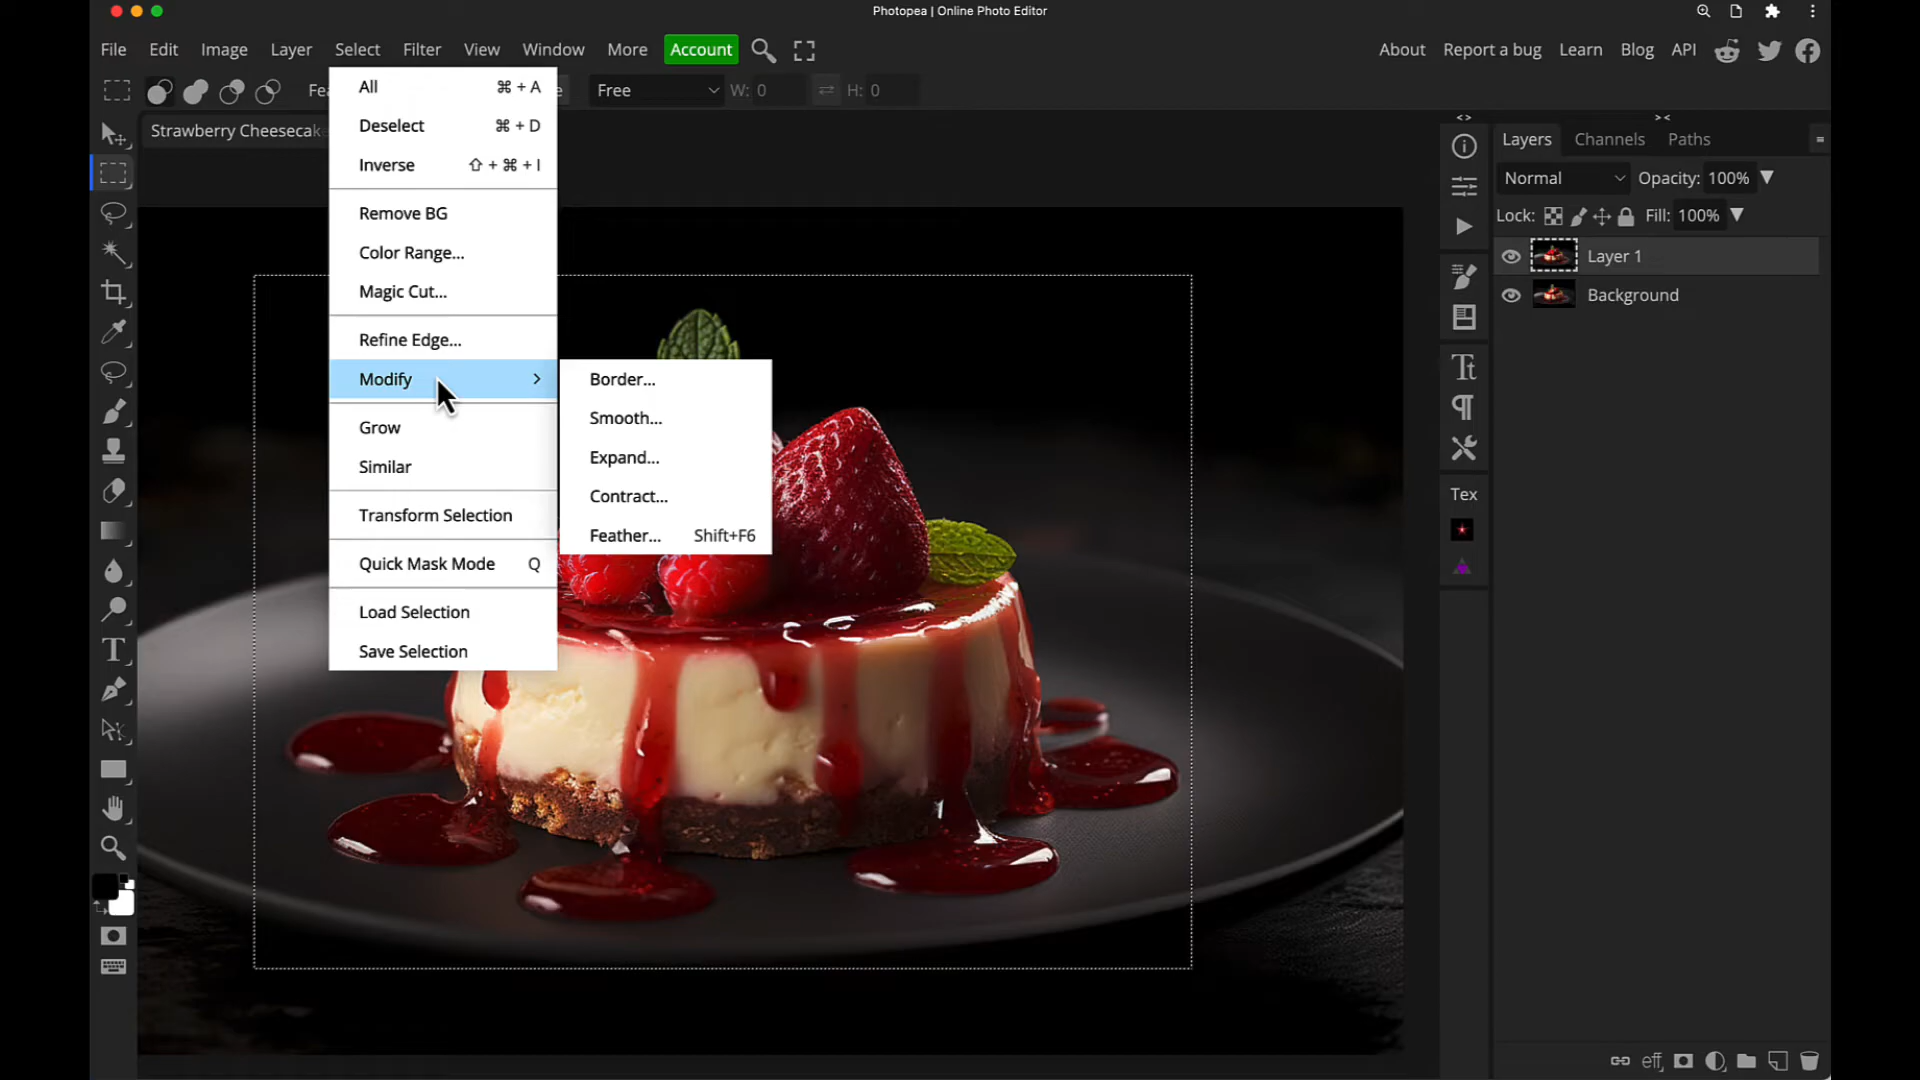 Photopea | Online Photo Editor
File Edit Image Layer Select Filter View Window More Account
About Report a bug Learn Blog API
Free W: 0 H: 0
Strawberry Cheesecak
All ⌘ + A
Deselect ⌘ + D
Inverse ⇧ + ⌘ + I
Remove BG
Color Range...
Magic Cut...
Refine Edge...
Modify >
Grow
Similar
Transform Selection
Quick Mask Mode Q
Load Selection
Save Selection
Border...
Smooth...
Expand...
Contract...
Feather... Shift+F6
Tex
Layers Channels Paths
Normal Opacity: 100%
Lock: Fill: 100%
Layer 1
Background
eff